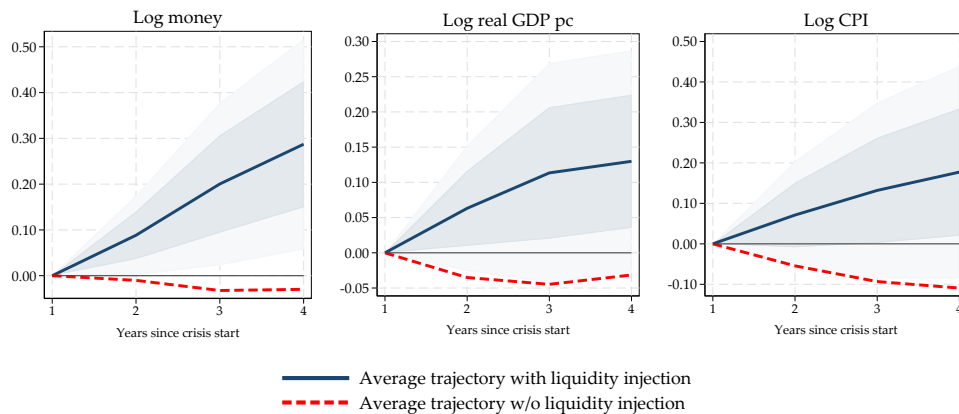 Log money
0.50
0.40
0.30
0.20
0.10
0.00
1 2 3 4
Years since crisis start
Log real GDP pc
0.30
0.25
0.20
0.15
0.10
0.05
0.00
-0.05
1 2 3 4
Years since crisis start
Log CPI
0.50
0.40
0.30
0.20
0.10
0.00
-0.10
1 2 3 4
Years since crisis start
Average trajectory with liquidity injection
Average trajectory w/o liquidity injection